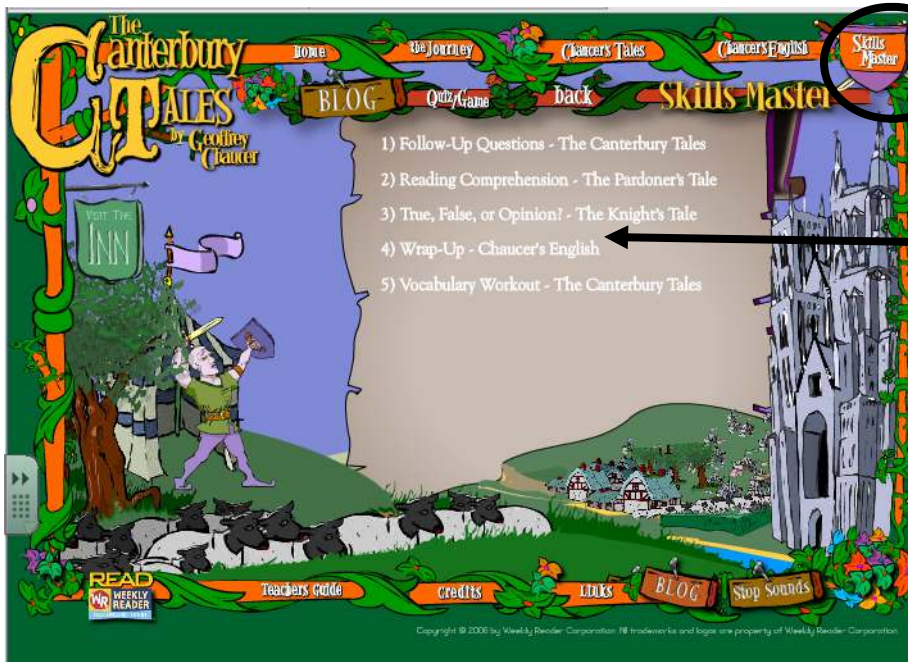 The
Canterbury
TALES
by Geoffrey
Chaucer
Home
The Journey
Chaucer's Tales
Chaucer's English
Skills
Master
BLOG
Quiz/Game
back
Skills Master
1) Follow-Up Questions - The Canterbury Tales
2) Reading Comprehension - The Pardoner's Tale
3) True, False, or Opinion? - The Knight's Tale
4) Wrap-Up - Chaucer's English
5) Vocabulary Workout - The Canterbury Tales
VISIT THE
INN
READ
WR WEEKLY
READER
Teachers Guide
Credits
Links
BLOG
Stop Sounds
Copyright © 2006 by Weekly Reader Corporation. All trademarks and logos are property of Weekly Reader Corporation.